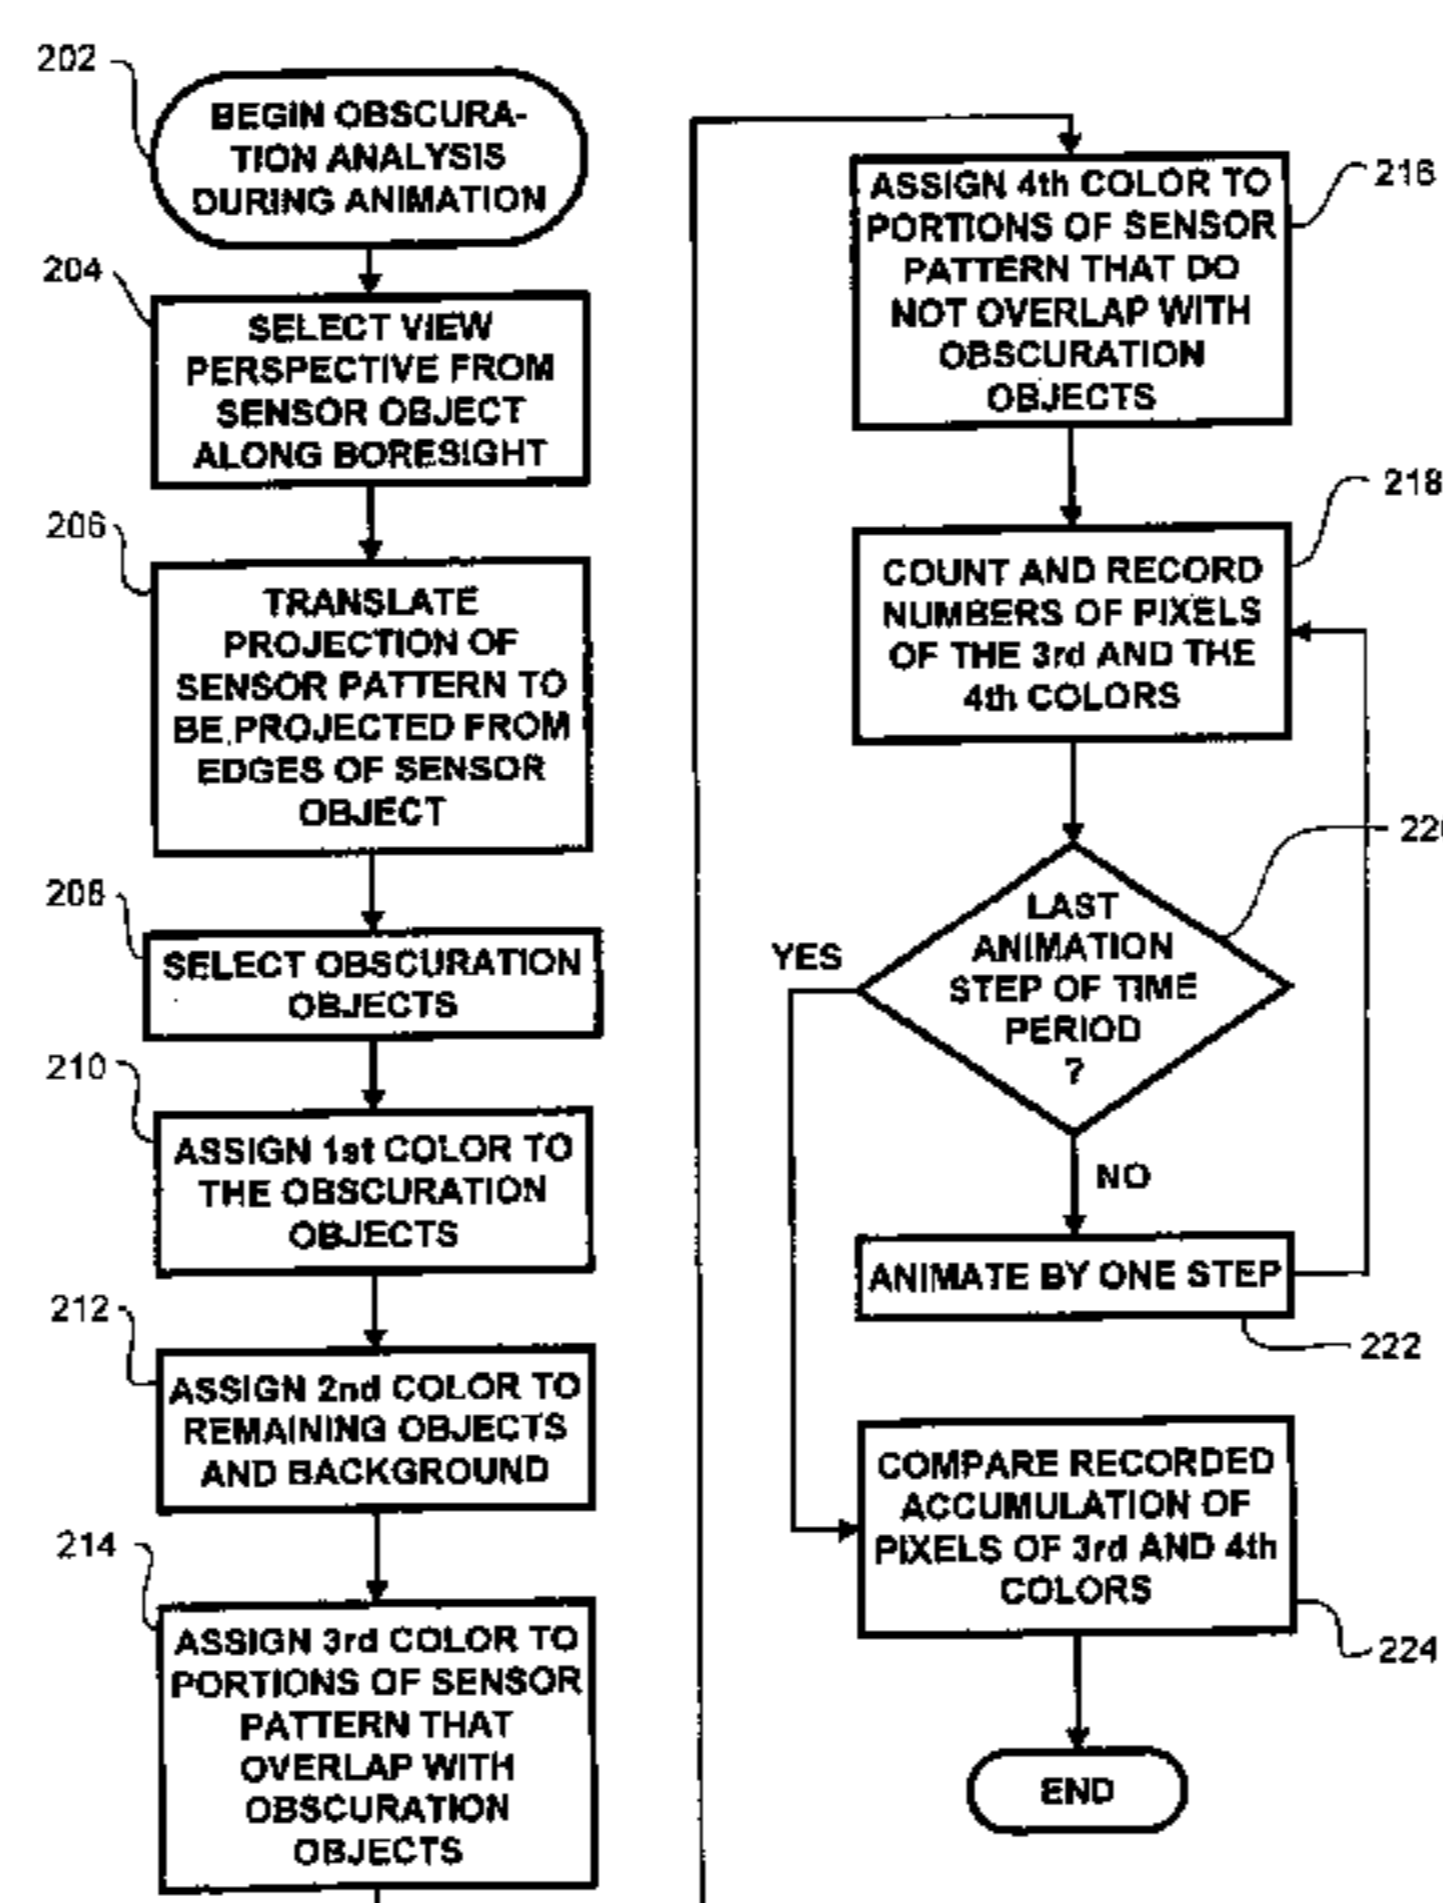 202
BEGIN OBSCURA-
TION ANALYSIS
DURING ANIMATION
204
SELECT VIEW
PERSPECTIVE FROM
SENSOR OBJECT
ALONG BORESIGHT
206
TRANSLATE
PROJECTION OF
SENSOR PATTERN TO
BE PROJECTED FROM
EDGES OF SENSOR
OBJECT
208
SELECT OBSCURATION
OBJECTS
210
ASSIGN 1st COLOR TO
THE OBSCURATION
OBJECTS
212
ASSIGN 2nd COLOR TO
REMAINING OBJECTS
AND BACKGROUND
214
ASSIGN 3rd COLOR TO
PORTIONS OF SENSOR
PATTERN THAT
OVERLAP WITH
OBSCURATION
OBJECTS
216
ASSIGN 4th COLOR TO
PORTIONS OF SENSOR
PATTERN THAT DO
NOT OVERLAP WITH
OBSCURATION
OBJECTS
218
COUNT AND RECORD
NUMBERS OF PIXELS
OF THE 3rd AND THE
4th COLORS
220
LAST
ANIMATION
STEP OF TIME
PERIOD
?
YES
NO
ANIMATE BY ONE STEP
222
COMPARE RECORDED
ACCUMULATION OF
PIXELS OF 3rd AND 4th
COLORS
224
END